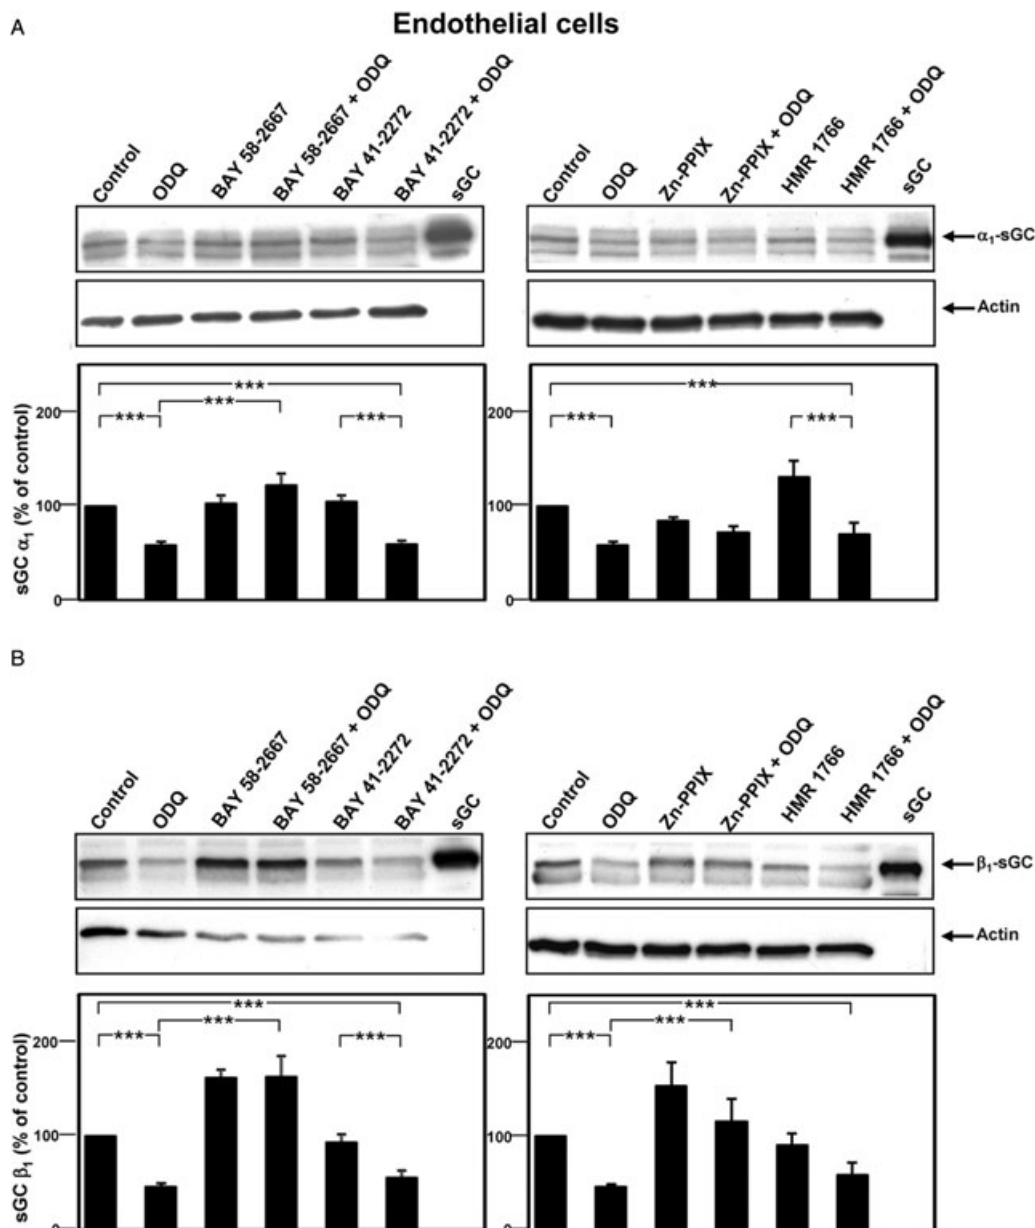 A
Endothelial cells
Control
ODQ
BAY 58-2667
BAY 58-2667 + ODQ
BAY 41-2272
BAY 41-2272 + ODQ
sGC
Control
ODQ
Zn-PPIX
Zn-PPIX + ODQ
HMR 1766
HMR 1766 + ODQ
sGC
α₁-sGC
Actin
sGC α₁ (% of control)
200
100
0
***
***
***
***
200
100
0
***
***
***
B
Control
ODQ
BAY 58-2667
BAY 58-2667 + ODQ
BAY 41-2272
BAY 41-2272 + ODQ
sGC
Control
ODQ
Zn-PPIX
Zn-PPIX + ODQ
HMR 1766
HMR 1766 + ODQ
sGC
β₁-sGC
Actin
sGC β₁ (% of control)
200
100
0
***
***
***
***
200
100
0
***
***
***